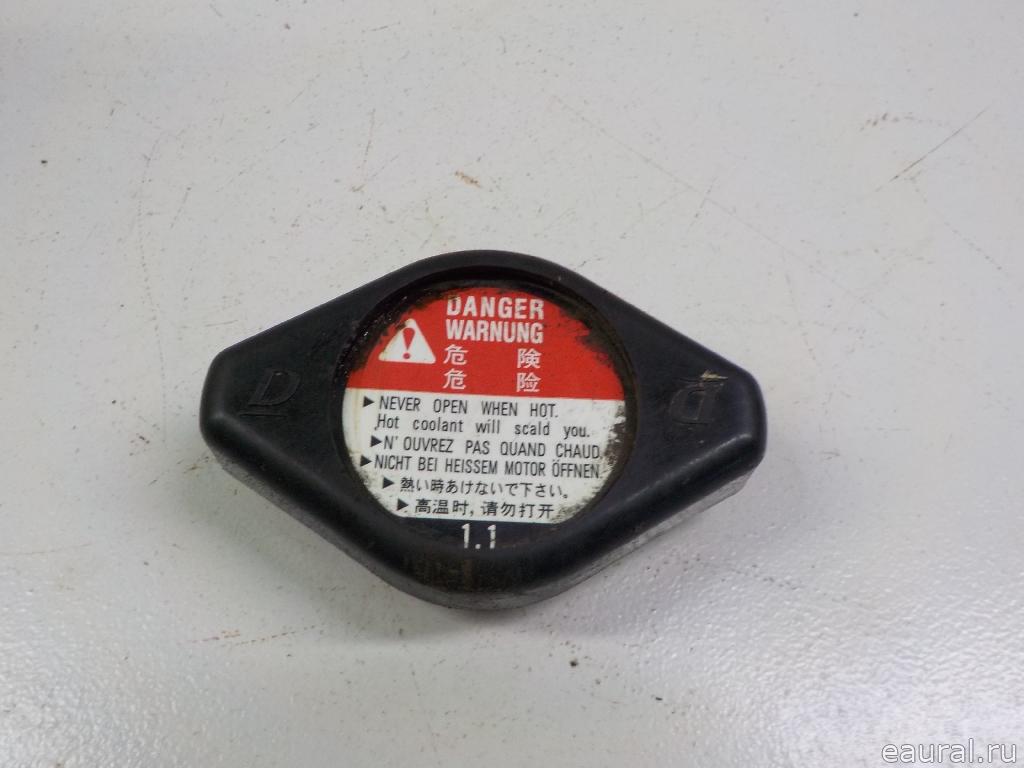 DANGER
WARNUNG
危 険
危 险
▶ NEVER OPEN WHEN HOT.
Hot coolant will scald you.
▶ N'OUVREZ PAS QUAND CHAUD.
▶ NICHT BEI HEISSEM MOTOR ÖFFNEN.
▶ 熱い時あけないで下さい。
▶ 高温时, 请勿打开
1.1
D
D
eaural.ru